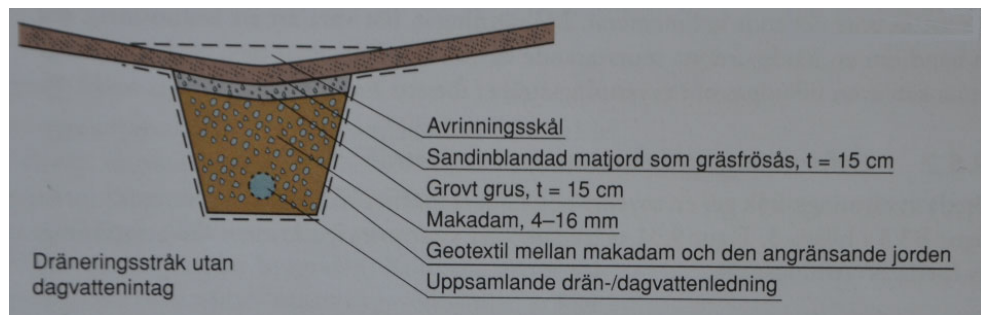 Avrinningsskål
Sandinblandad matjord som gräsfrösås, t = 15 cm
Grovt grus, t = 15 cm
Makadam, 4–16 mm
Geotextil mellan makadam och den angränsande jorden
Uppsamlande drän-/dagvattenledning
Dräneringsstråk utan
dagvattenintag